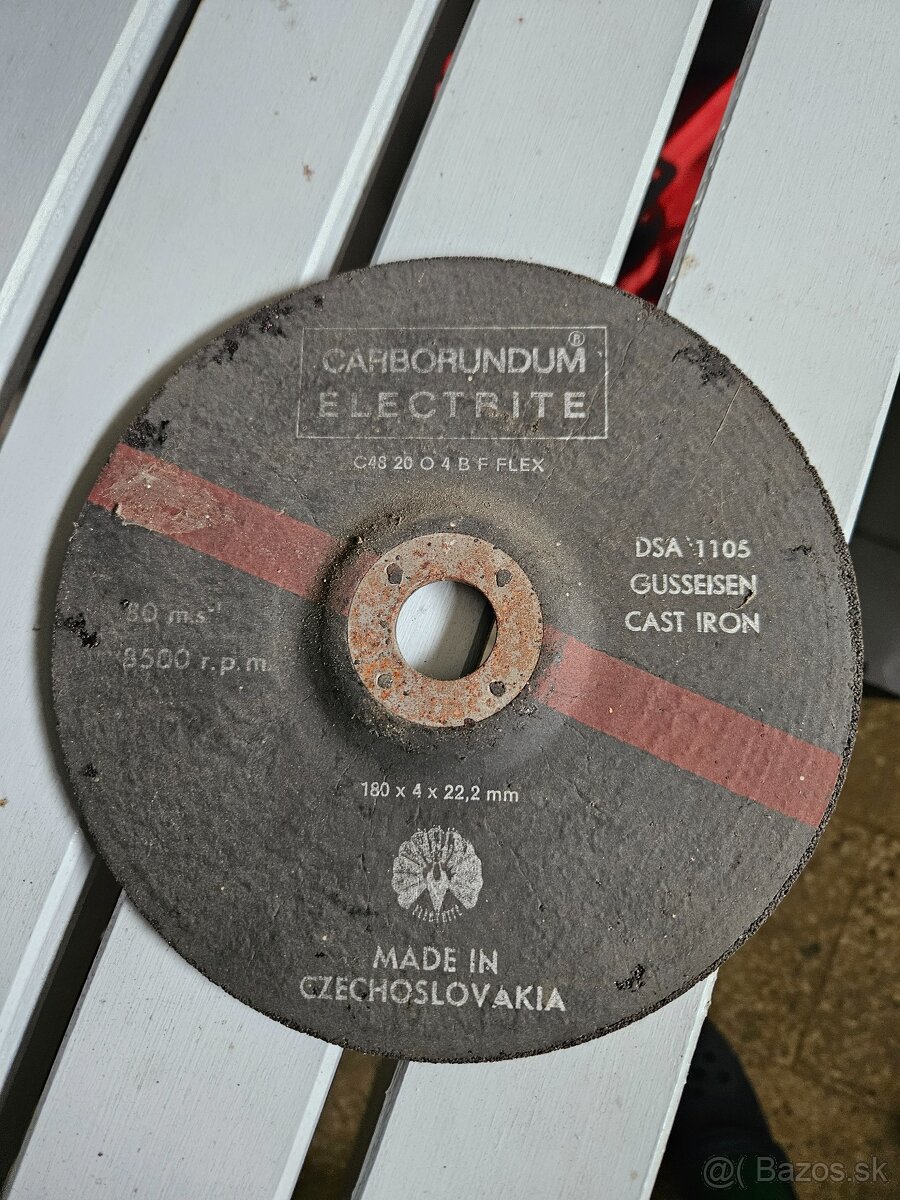 CARBORUNDUM®
ELECTRITE
C48 20 O 4 B F FLEX
DSA 1105
GUSSEISEN
CAST IRON
80 m.s⁻¹
8500 r.p.m.
180 x 4 x 22,2 mm
ELECTRITE
MADE IN
CZECHOSLOVAKIA
@( Bazos.sk